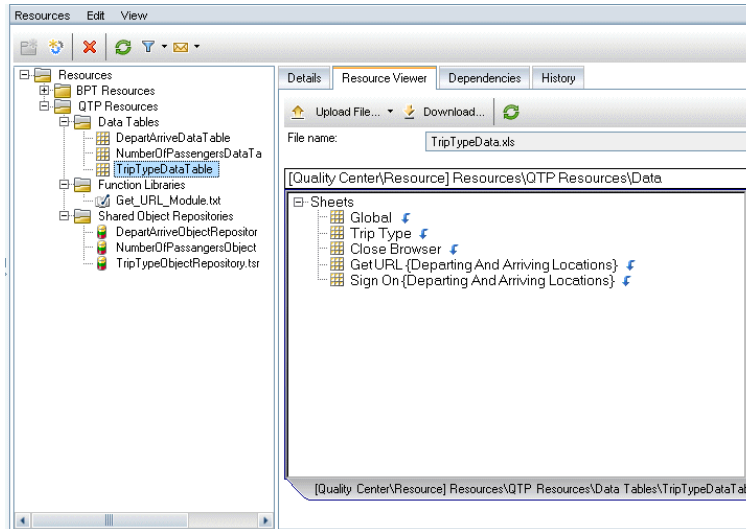 Resources Edit View
Resources
BPT Resources
QTP Resources
Data Tables
DepartArriveDataTable
NumberOfPassengersDataTa
TripTypeDataTable
Function Libraries
Get_URL_Module.txt
Shared Object Repositories
DepartArriveObjectRepositor
NumberOfPassangersObject
TripTypeObjectRepository.tsr
Details Resource Viewer Dependencies History
Upload File... Download...
File name: TripTypeData.xls
[Quality Center\Resource] Resources\QTP Resources\Data
Sheets
Global
Trip Type
Close Browser
GetURL {Departing And Arriving Locations}
Sign On {Departing And Arriving Locations}
[Quality Center\Resource] Resources\QTP Resources\Data Tables\TripTypeDataTab